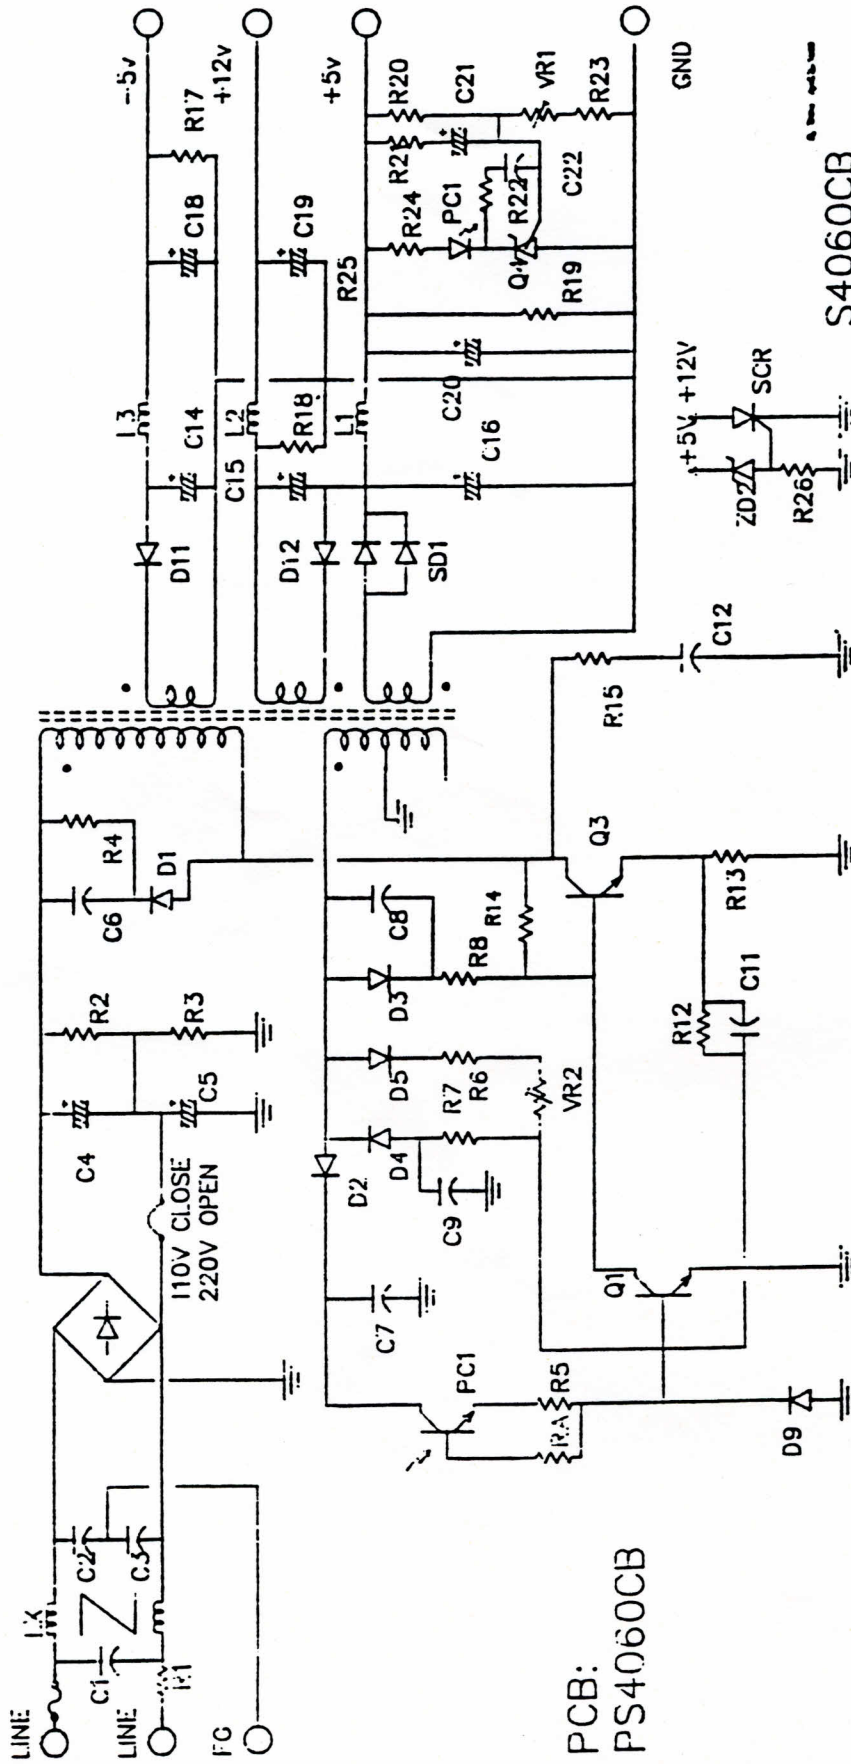 LINE
LINE
FG
C1
R1
LX
C2
C3
110V CLOSE
220V OPEN
C4
C5
R2
R3
C6
R4
D1
D11
C14
L3
C18
R17
-5v
D12
C15
L2
R18
C19
+12v
SD1
L1
C16
C20
R25
R19
R24
PC1
Q4
R22
C22
R21
R20
C21
VR1
R23
+5v
GND
C7
D2
D4
C9
R7
D5
R6
VR2
D3
C8
R8
R14
PC1
RA
R5
D9
Q1
Q3
R12
C11
R13
R15
C12
+5V
+12V
ZD2
R26
SCR
PCB:
PS4060CB
S4060CB